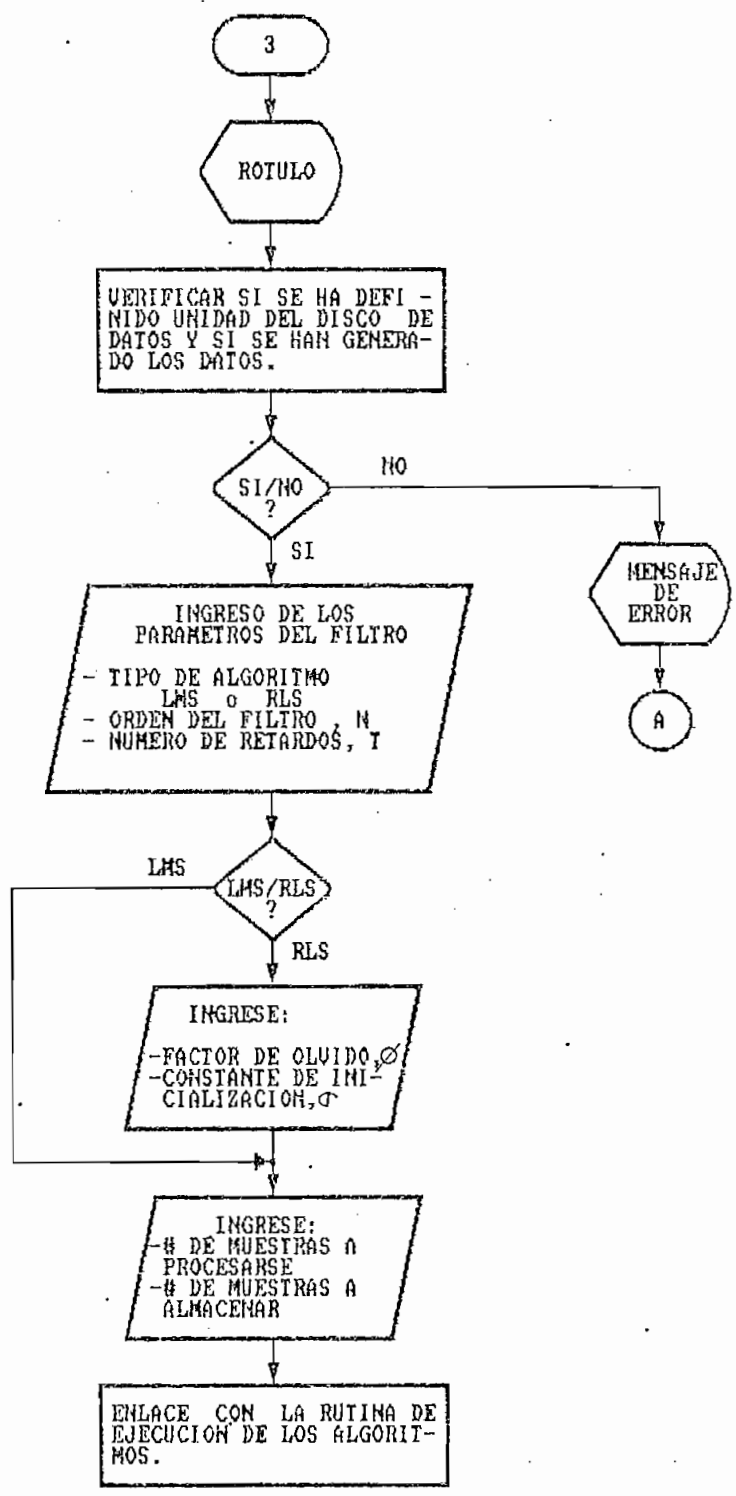 3
ROTULO
VERIFICAR SI SE HA DEFI -
NIDO UNIDAD DEL DISCO DE
DATOS Y SI SE HAN GENERA-
DO LOS DATOS.
SI/NO
?
NO
SI
MENSAJE
DE
ERROR
A
INGRESO DE LOS
PARAMETROS DEL FILTRO
- TIPO DE ALGORITMO
LMS o RLS
- ORDEN DEL FILTRO , N
- NUMERO DE RETARDOS, T
LMS
LMS/RLS
?
RLS
INGRESE:
-FACTOR DE OLVIDO,Ø
-CONSTANTE DE INI-
CIALIZACION,σ
INGRESE:
-# DE MUESTRAS A
PROCESARSE
-# DE MUESTRAS A
ALMACENAR
ENLACE CON LA RUTINA DE
EJECUCION DE LOS ALGORIT-
MOS.